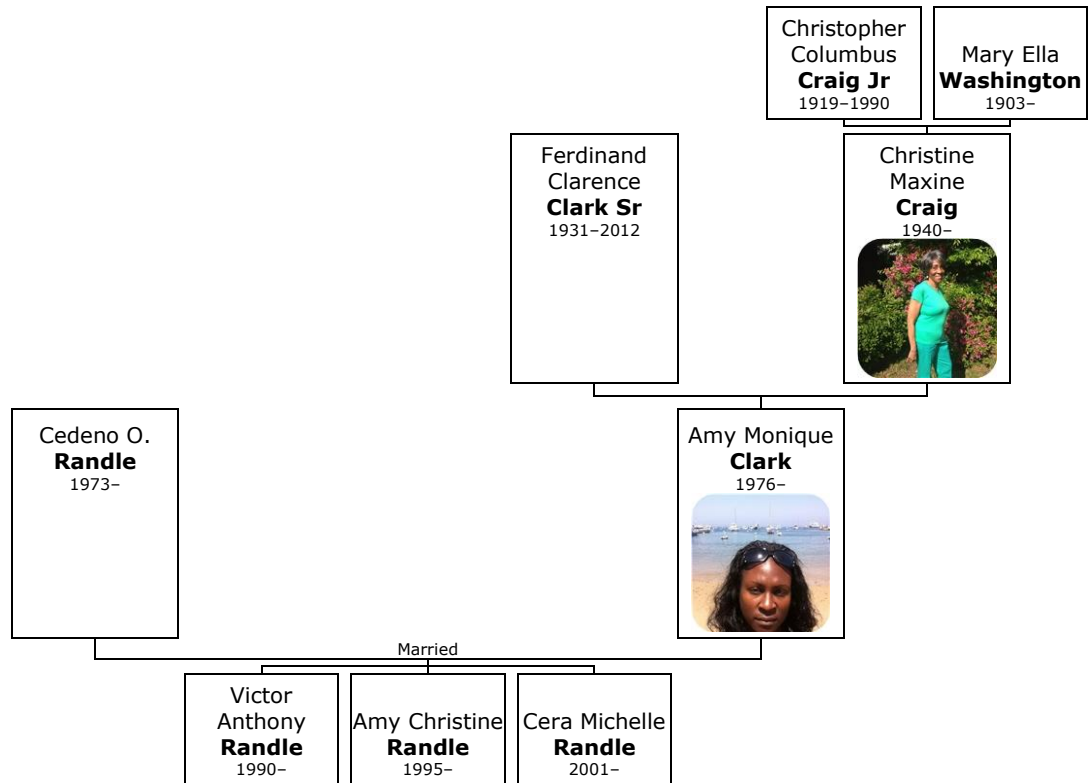 Christopher
Columbus
Craig Jr
1919–1990
Mary Ella
Washington
1903–
Ferdinand
Clarence
Clark Sr
1931–2012
Christine
Maxine
Craig
1940–
Cedeno O.
Randle
1973–
Amy Monique
Clark
1976–
Married
Victor
Anthony
Randle
1990–
Amy Christine
Randle
1995–
Cera Michelle
Randle
2001–